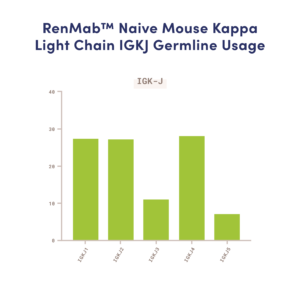 RenMab™ Naive Mouse Kappa
Light Chain IGKJ Germline Usage
IGK-J
40
30
20
10
0
IGKJ1
IGKJ2
IGKJ3
IGKJ4
IGKJ5